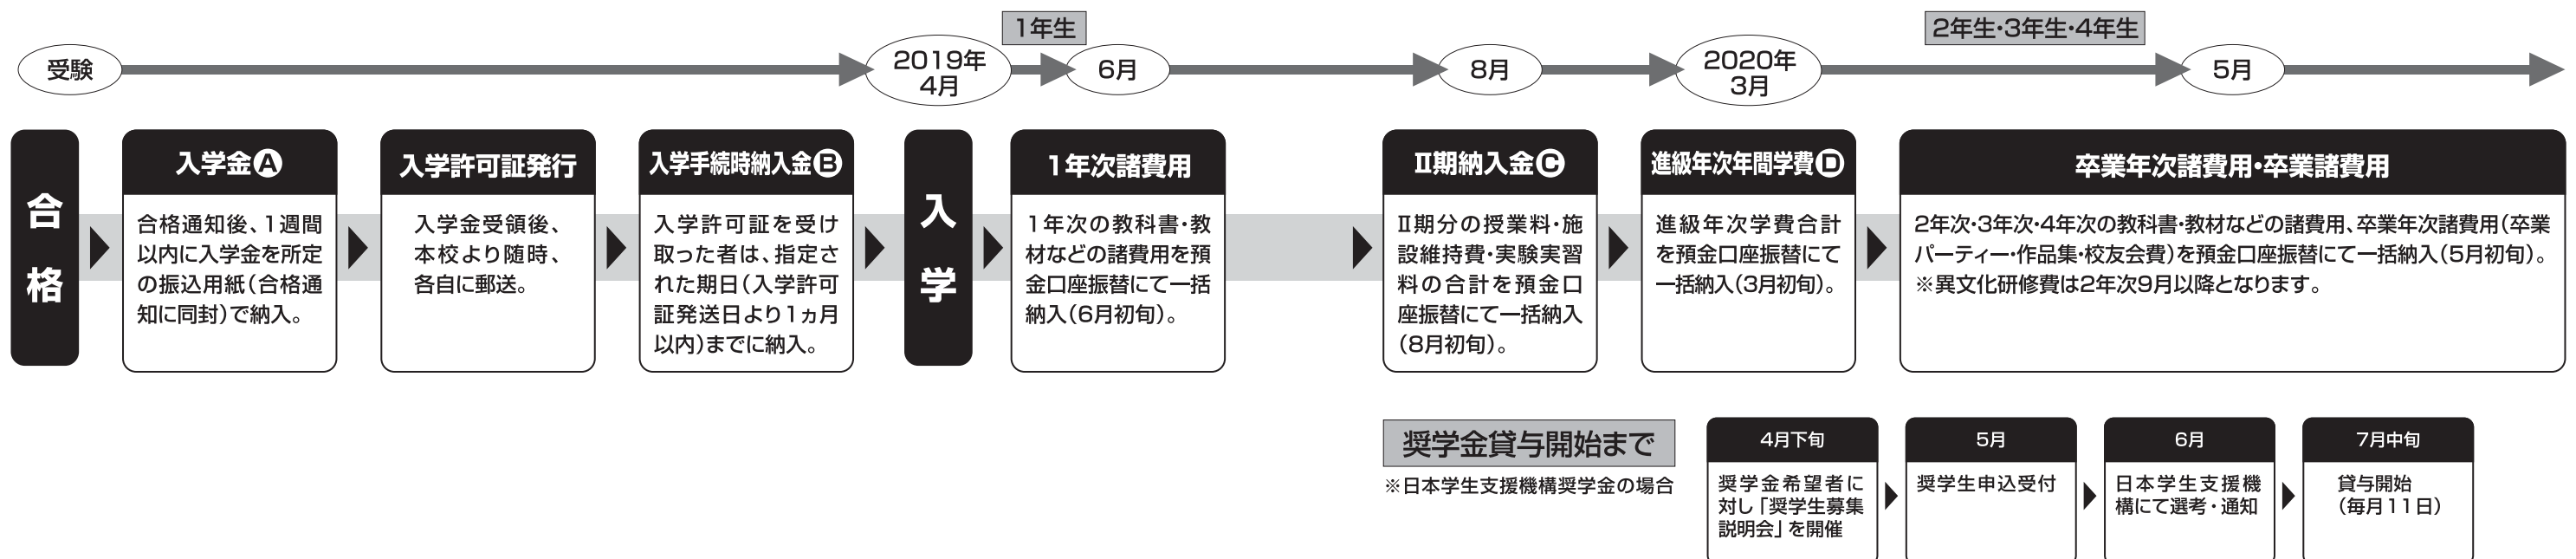 1年生
2年生・3年生・4年生
受験
2019年
4月
6月
8月
2020年
3月
5月
合格
入学金Ⓐ
合格通知後、1週間
以内に入学金を所定
の振込用紙（合格通
知に同封）で納入。
入学許可証発行
入学金受領後、
本校より随時、
各自に郵送。
入学手続時納入金Ⓑ
入学許可証を受け
取った者は、指定さ
れた期日（入学許可
証発送日より1ヵ月
以内）までに納入。
入学
1年次諸費用
1年次の教科書・教
材などの諸費用を預
金口座振替にて一括
納入（6月初旬）。
Ⅱ期納入金Ⓒ
Ⅱ期分の授業料・施
設維持費・実験実習
料の合計を預金口
座振替にて一括納入
（8月初旬）。
進級年次年間学費Ⓓ
進級年次学費合計
を預金口座振替にて
一括納入（3月初旬）。
卒業年次諸費用・卒業諸費用
2年次・3年次・4年次の教科書・教材などの諸費用、卒業年次諸費用（卒業
パーティー・作品集・校友会費）を預金口座振替にて一括納入（5月初旬）。
※異文化研修費は2年次9月以降となります。
奨学金貸与開始まで
※日本学生支援機構奨学金の場合
4月下旬
奨学金希望者に
対し「奨学生募集
説明会」を開催
5月
奨学生申込受付
6月
日本学生支援機
構にて選考・通知
7月中旬
貸与開始
（毎月11日）